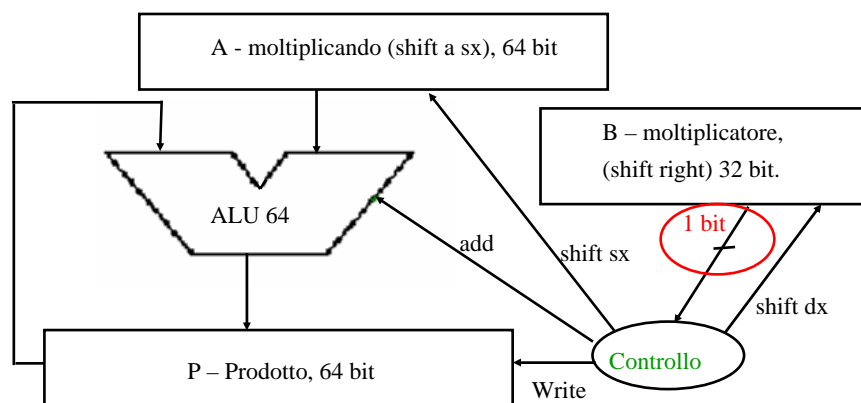 A - moltiplicando (shift a sx), 64 bit
B – moltiplicatore,
(shift right) 32 bit.
ALU 64
1 bit
add
shift sx
shift dx
P – Prodotto, 64 bit
Controllo
Write